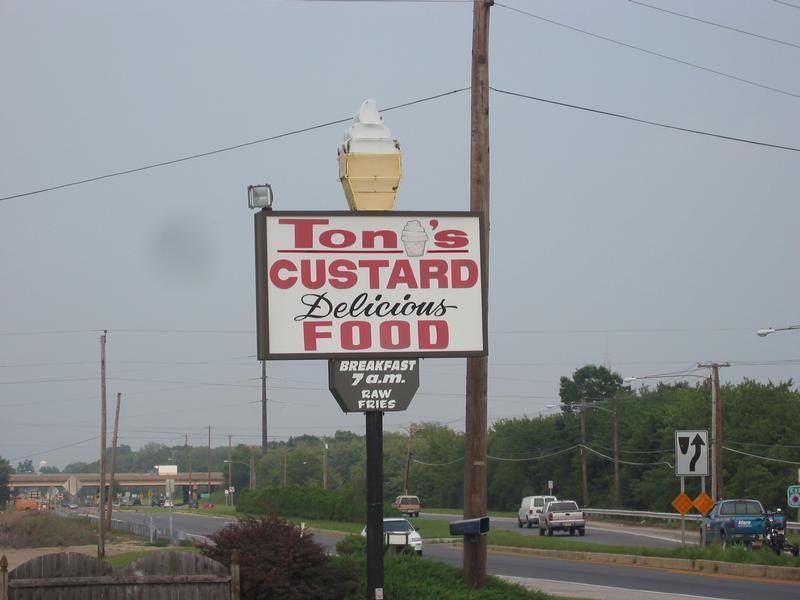 Toni's
CUSTARD
Delicious
FOOD
BREAKFAST
7 a.m.
RAW
FRIES